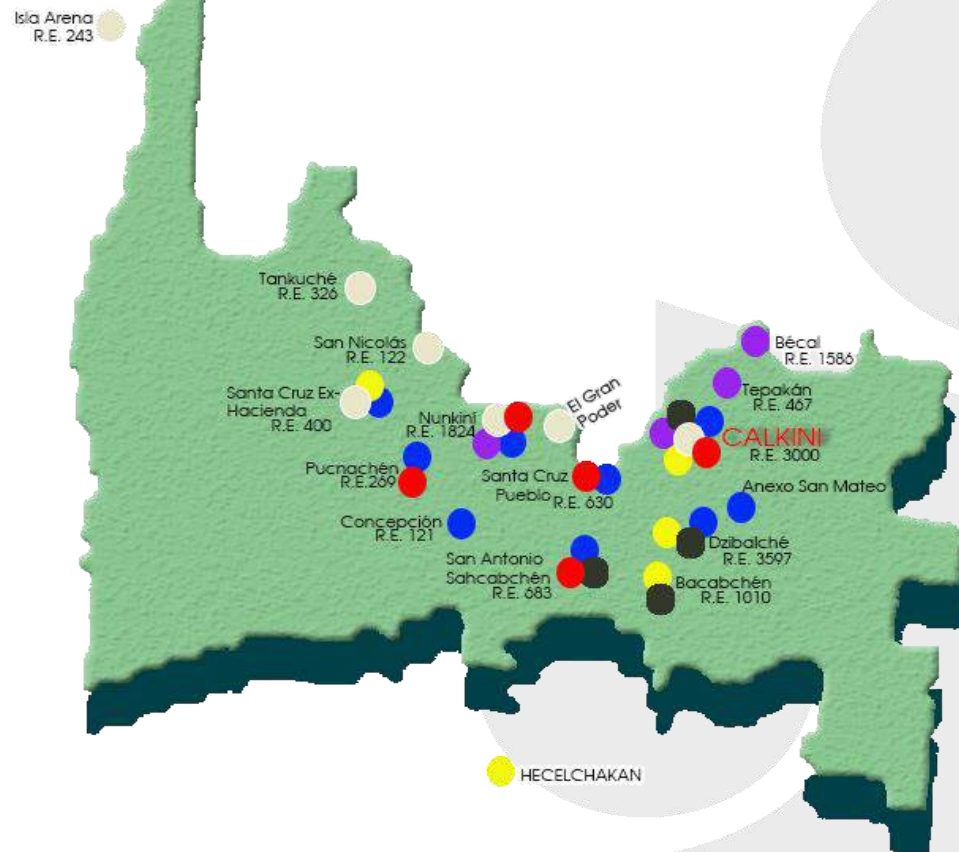 Isla Arena
R.E. 243
Tankuché
R.E. 326
San Nicolás
R.E. 122
Santa Cruz Ex-
Hacienda
R.E. 400
Nunkiní
R.E. 1824
El Gran
Poder
Bécal
R.E. 1586
Tepakán
R.E. 467
CALKINI
R.E. 3000
Pucnachén
R.E.269
Santa Cruz
Pueblo R.E. 630
Anexo San Mateo
Concepción
R.E. 121
San Antonio
Sahcabchén
R.E. 683
Dzibalché
R.E. 3597
Bacabchén
R.E. 1010
HECELCHAKAN